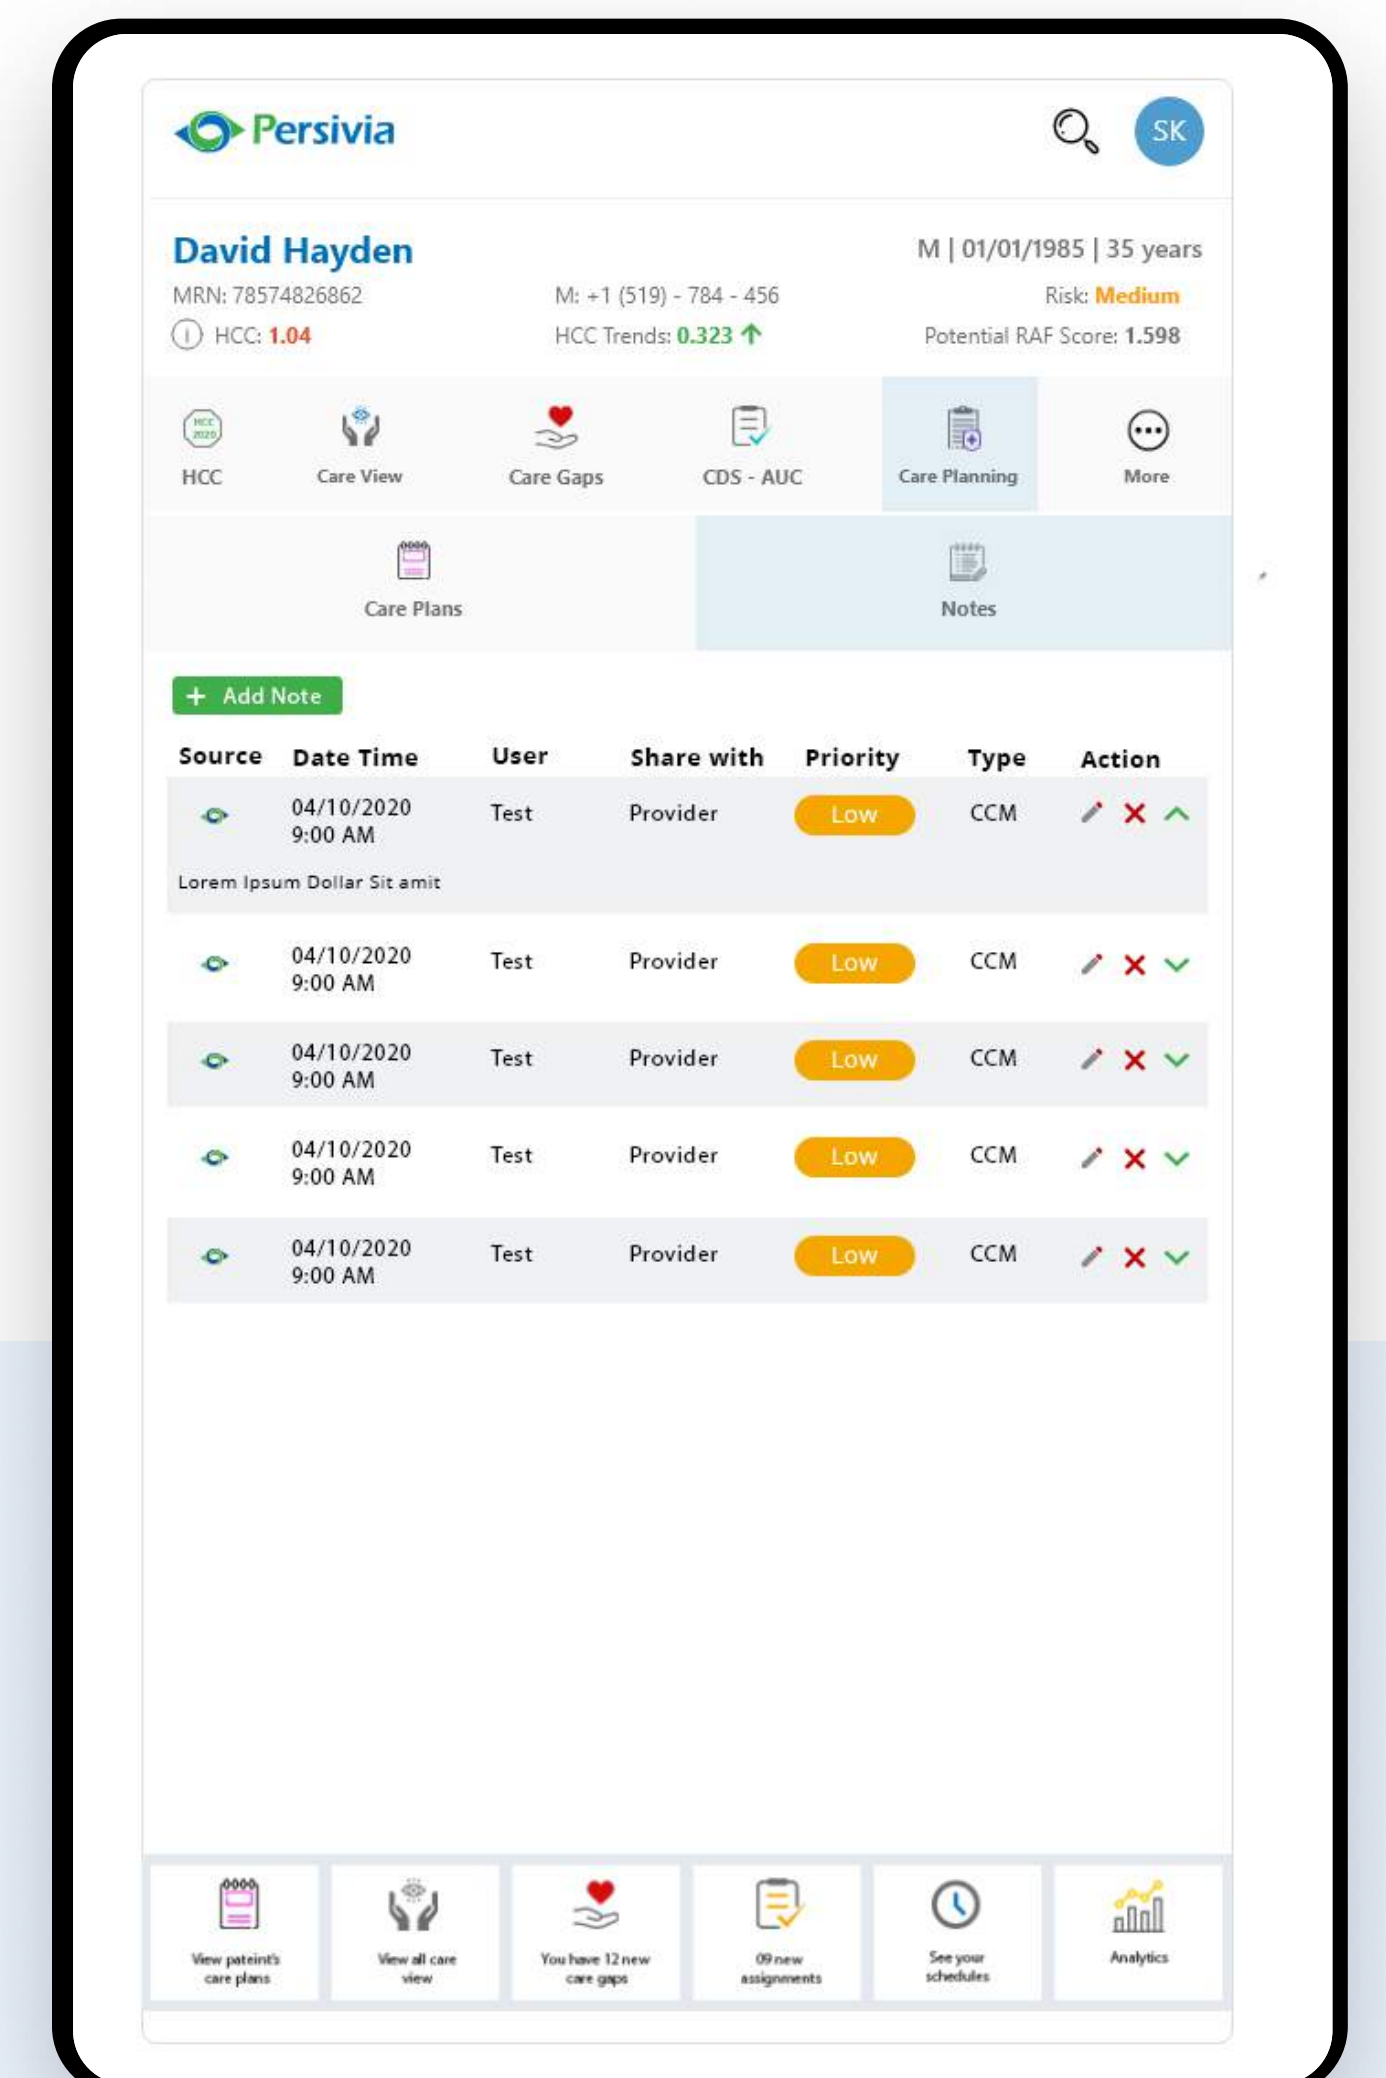 Persivia
SK
David Hayden
M | 01/01/1985 | 35 years
MRN: 78574826862
M: +1 (519) - 784 - 456
Risk: Medium
HCC: 1.04
HCC Trends: 0.323
Potential RAF Score: 1.598
HCC
2020
HCC
Care View
Care Gaps
CDS - AUC
Care Planning
More
Care Plans
Notes
+ Add Note
Source Date Time User Share with Priority Type Action
04/10/2020
9:00 AM
Test Provider Low CCM
Lorem Ipsum Dollar Sit amit
04/10/2020
9:00 AM
Test Provider Low CCM
04/10/2020
9:00 AM
Test Provider Low CCM
04/10/2020
9:00 AM
Test Provider Low CCM
04/10/2020
9:00 AM
Test Provider Low CCM
View pateint's
care plans
View all care
view
You have 12 new
care gaps
09 new
assignments
See your
schedules
Analytics